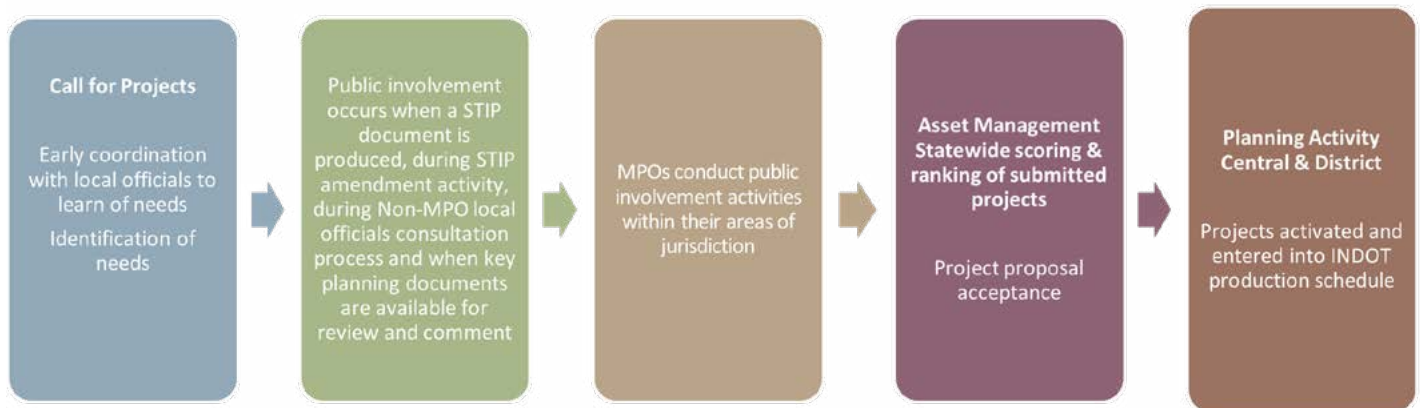 Call for Projects
Early coordination
with local officials to
learn of needs
Identification of
needs
Public involvement
occurs when a STIP
document is
produced, during STIP
amendment activity,
during Non-MPO local
officials consultation
process and when key
planning documents
are available for
review and comment
MPOs conduct public
involvement activities
within their areas of
jurisdiction
Asset Management
Statewide scoring &
ranking of submitted
projects
Project proposal
acceptance
Planning Activity
Central & District
Projects activated and
entered into INDOT
production schedule